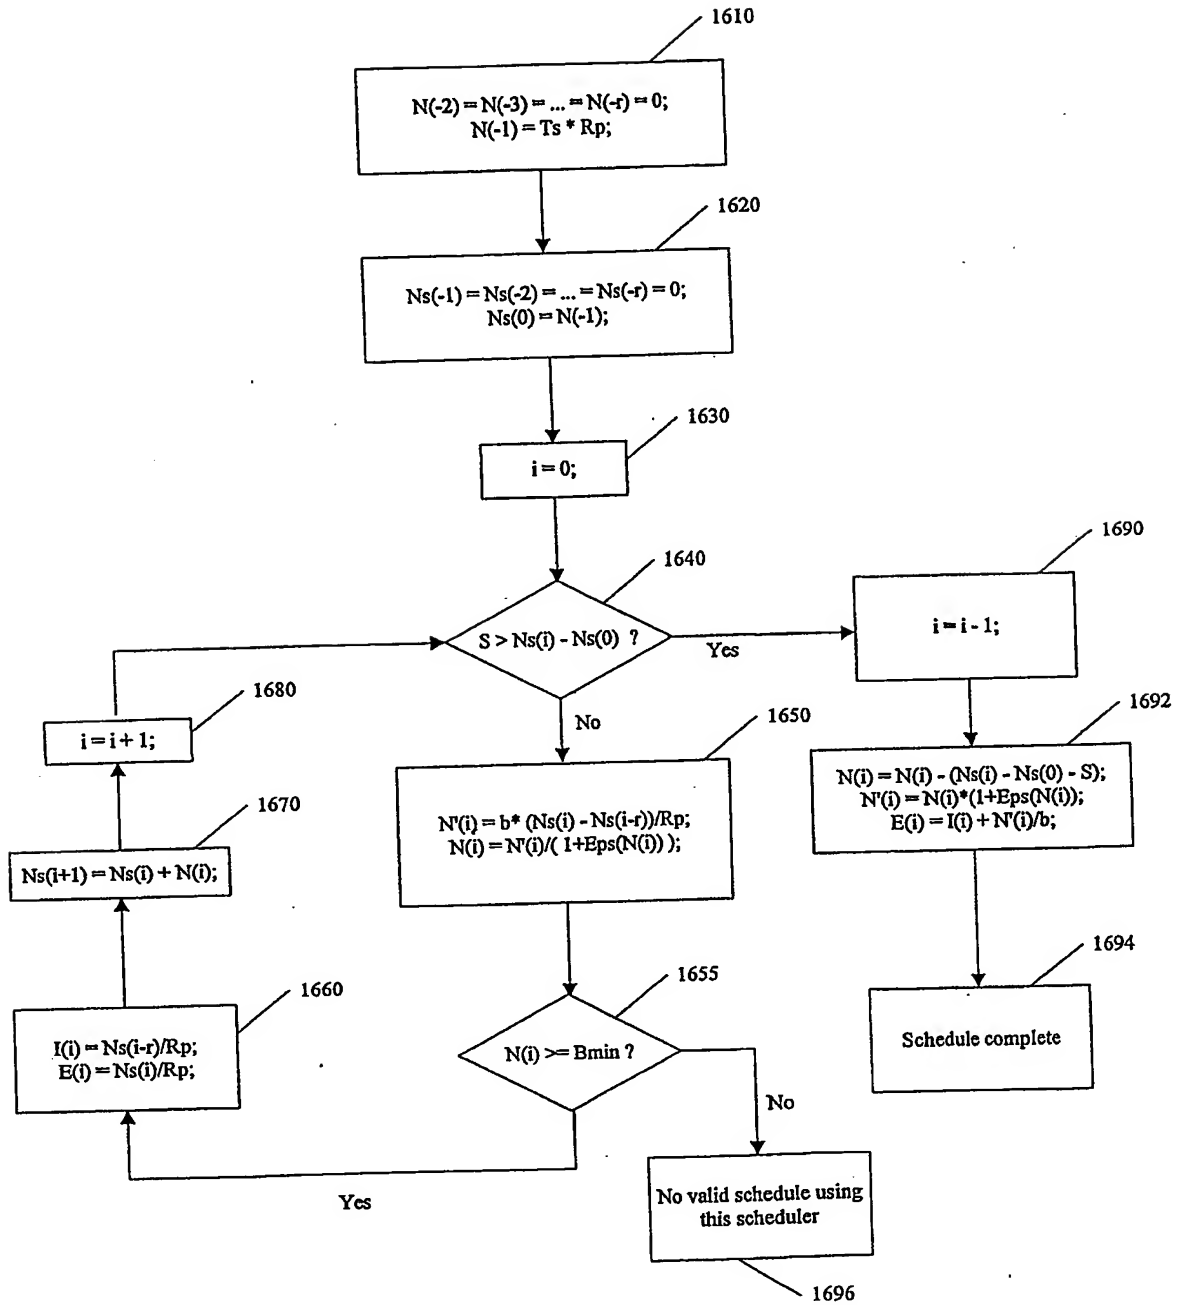 1610
N(-2) = N(-3) = ... = N(-r) = 0;
N(-1) = Ts * Rp;
1620
Ns(-1) = Ns(-2) = ... = Ns(-r) = 0;
Ns(0) = N(-1);
1630
i = 0;
1640
S > Ns(i) - Ns(0) ?
Yes
No
1690
i = i - 1;
1680
i = i + 1;
1650
N'(i) = b* (Ns(i) - Ns(i-r))/Rp;
N(i) = N'(i)/( 1+Eps(N(i)) );
1692
N(i) = N(i) - (Ns(i) - Ns(0) - S);
N'(i) = N(i)*(1+Eps(N(i));
E(i) = I(i) + N'(i)/b;
1670
Ns(i+1) = Ns(i) + N(i);
1655
N(i) >= Bmin ?
Yes
No
1694
Schedule complete
1660
I(i) = Ns(i-r)/Rp;
E(i) = Ns(i)/Rp;
No valid schedule using
this scheduler
1696